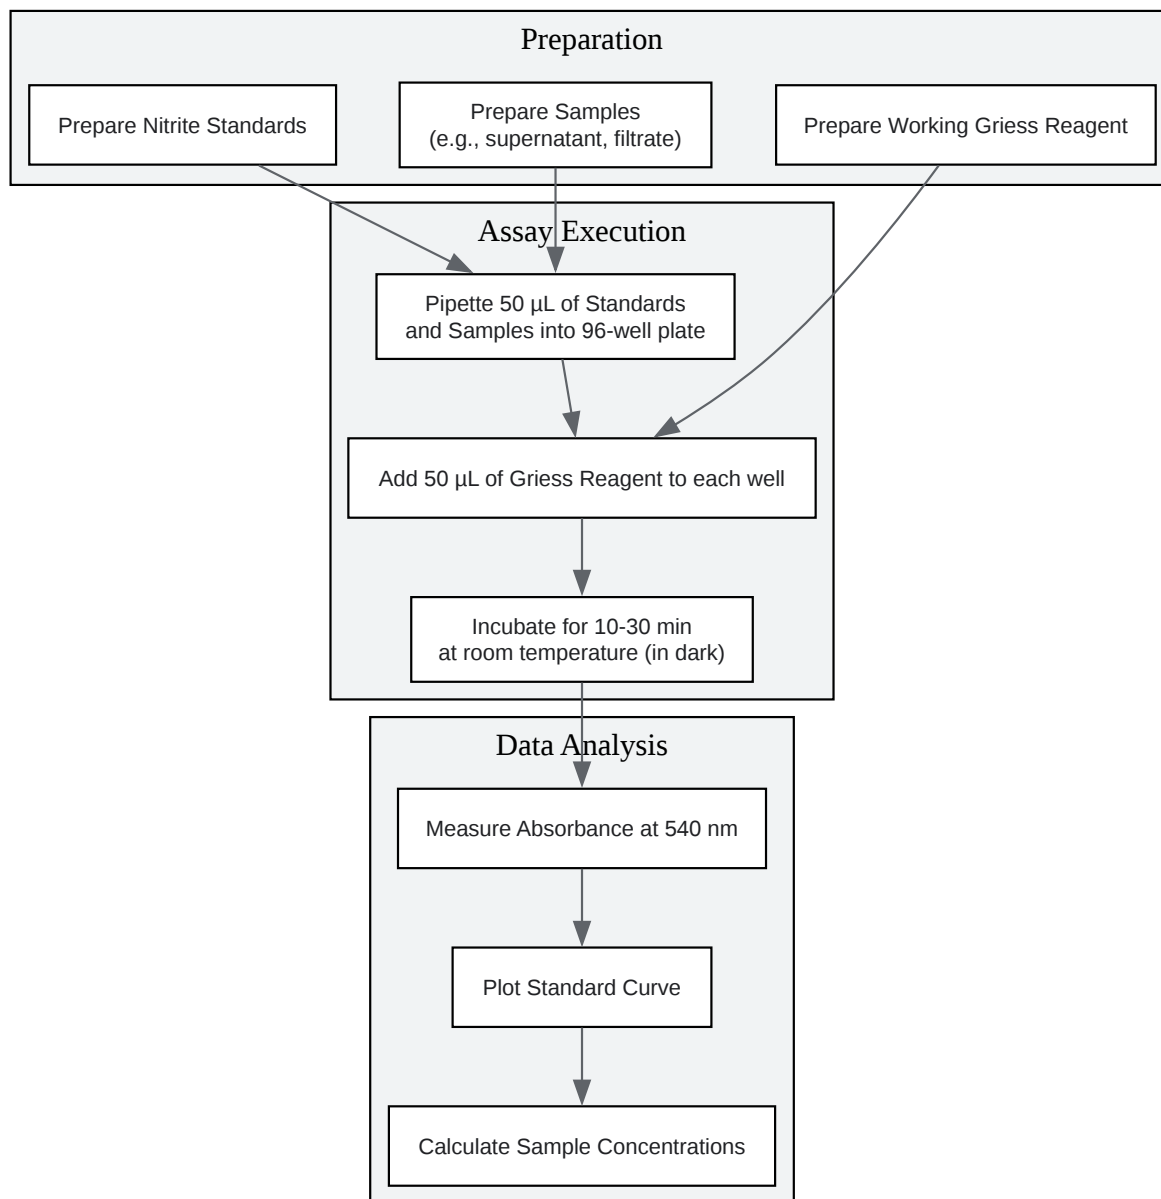 Preparation
Prepare Nitrite Standards
Prepare Samples
(e.g., supernatant, filtrate)
Prepare Working Griess Reagent
Assay Execution
Pipette 50 µL of Standards
and Samples into 96-well plate
Add 50 µL of Griess Reagent to each well
Incubate for 10-30 min
at room temperature (in dark)
Data Analysis
Measure Absorbance at 540 nm
Plot Standard Curve
Calculate Sample Concentrations